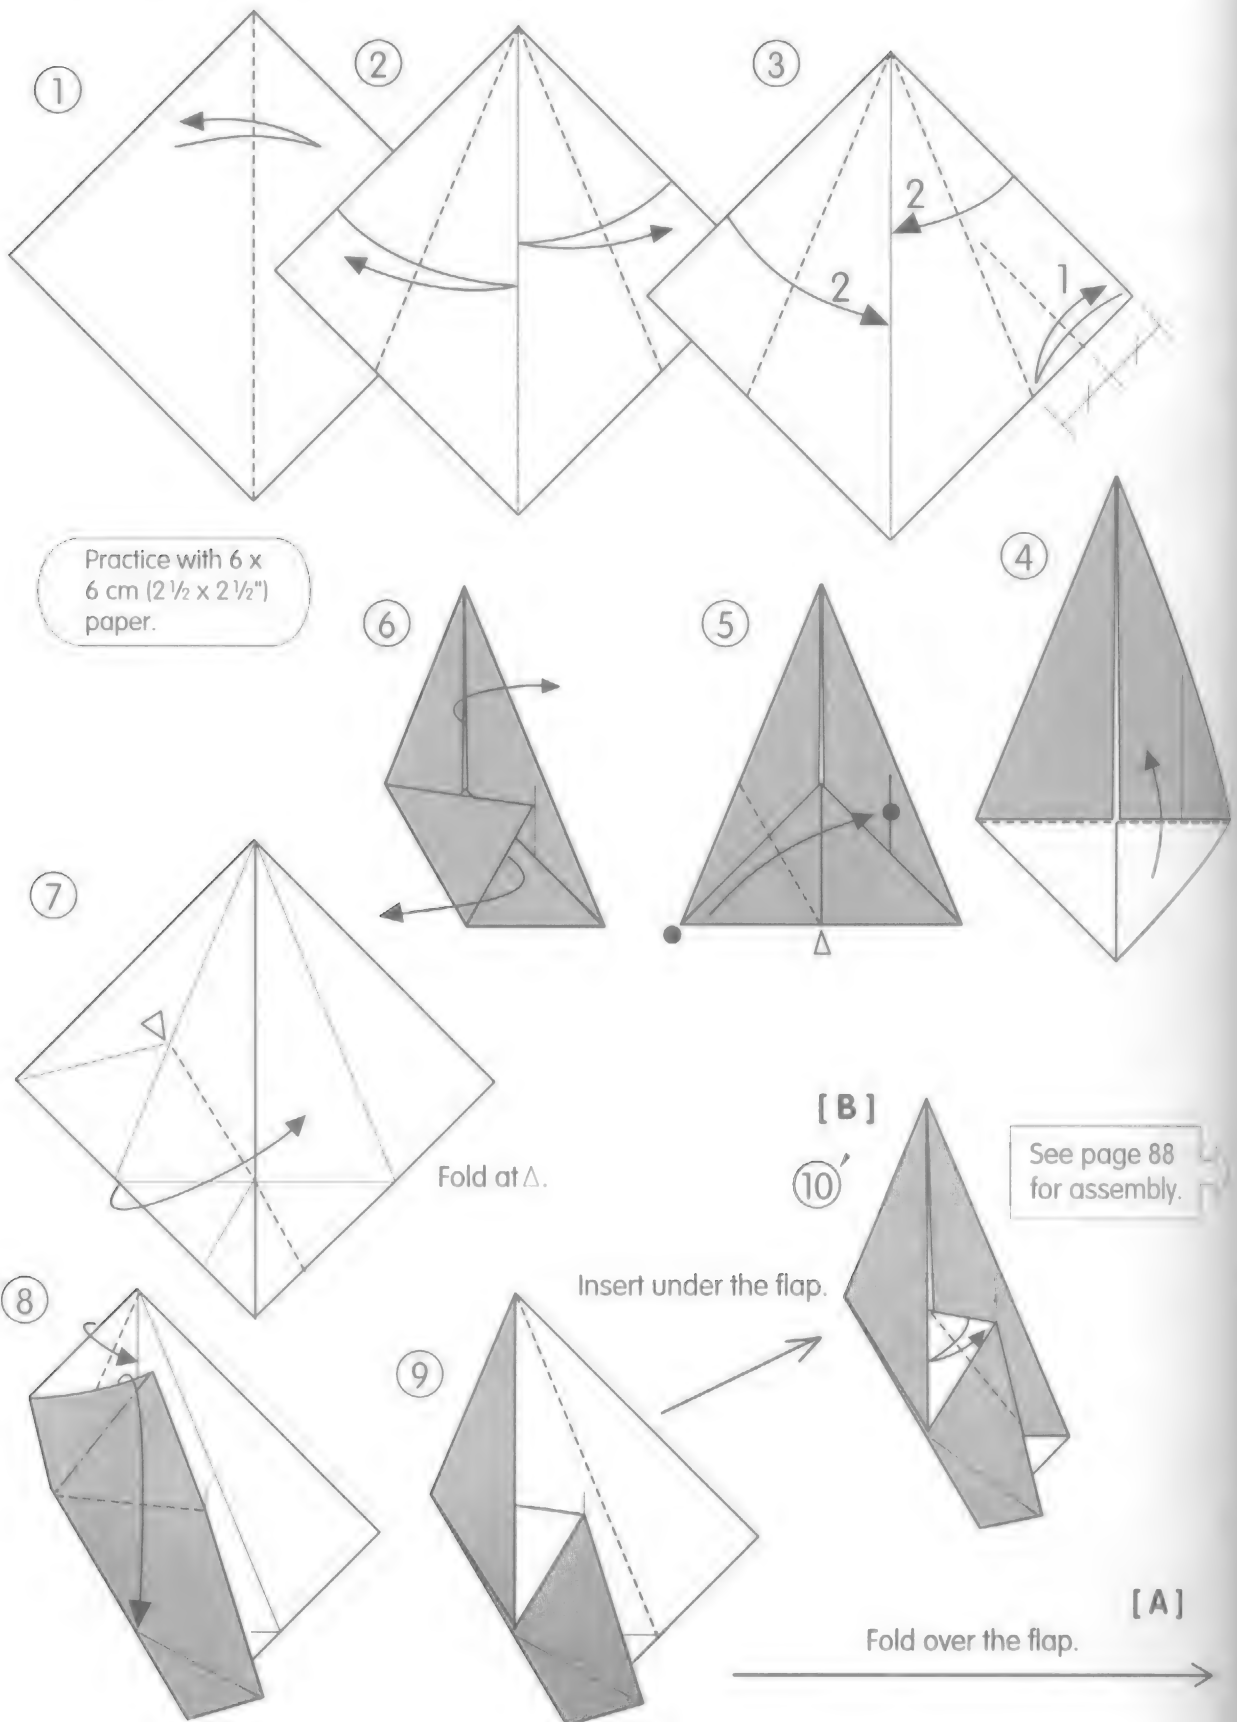 ①
②
③
2
2
1
Practice with 6 x
6 cm (2 ½ x 2 ½")
paper.
④
⑤
⑥
⑦
Fold at △.
[ B ]
⑩′
See page 88
for assembly.
⑧
⑨
Insert under the flap.
[ A ]
Fold over the flap.